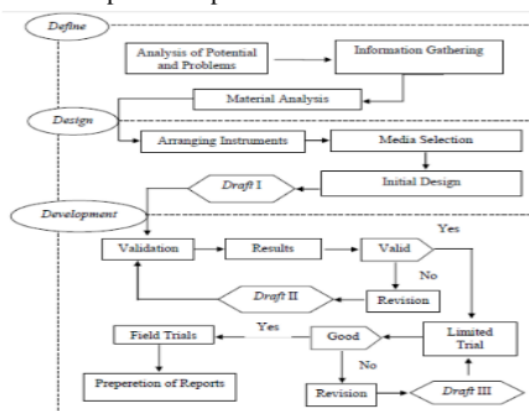 Define
Analysis of Potential
and Problems
Information Gathering
Material Analysis
Design
Arranging Instruments
Media Selection
Draft I
Initial Design
Development
Yes
Validation
Results
Valid
No
Draft II
Revision
Field Trials
Yes
Good
Limited
Trial
No
Preperetion of Reports
Revision
Draft III